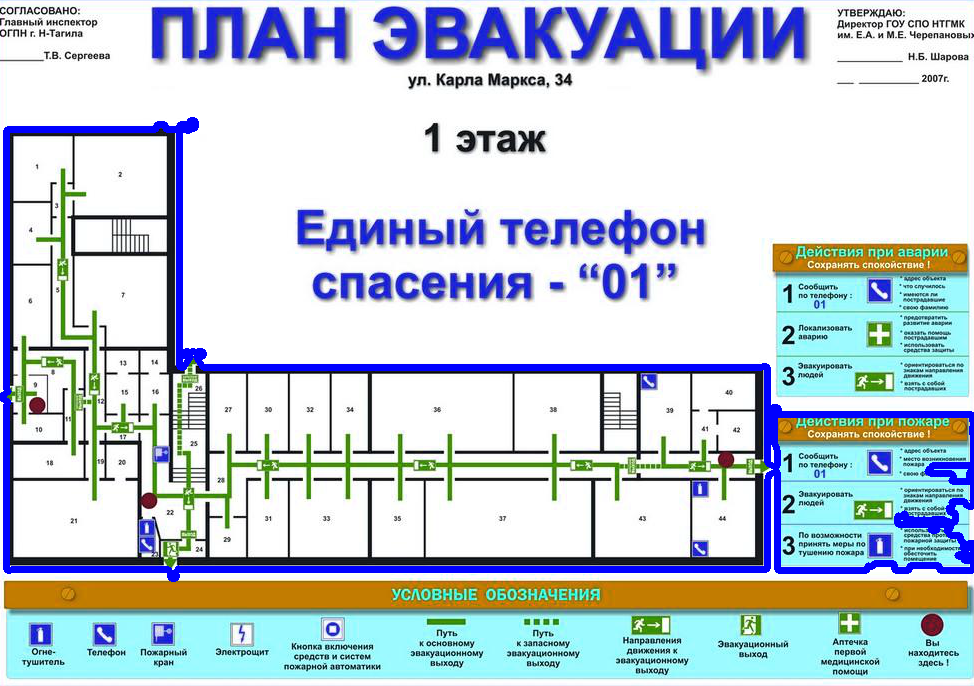 СОГЛАСОВАНО:
Главный инспектор
ОГПН г. Н-Тагила
________Т.В. Сергеева
ПЛАН ЭВАКУАЦИИ
ул. Карла Маркса, 34
УТВЕРЖДАЮ:
Директор ГОУ СПО НТГМК
им. Е.А. и М.Е. Черепановых
____________ Н.Б. Шарова
___ ___________ 2007г.
1 этаж
Единый телефон
спасения - “01”
1
2
3
4
5
6
7
8
9
10
11
12
13
14
15
16
17
18
19
20
21
22
23
24
25
26
27
28
29
30
31
32
33
34
35
36
37
38
39
40
41
42
43
44
Действия при аварии
Сохранять спокойствие !
1 Сообщить
по телефону :
01
* адрес объекта
* что случилось
* имеются ли
пострадавшие
* свою фамилию
2 Локализовать
аварию
* предотвратить
развитие аварии
* оказать помощь
пострадавшим
* использовать
средства защиты
3 Эвакуировать
людей
* ориентироваться по
знакам направления
движения
* взять с собой
пострадавших
Действия при пожаре
Сохранять спокойствие !
1 Сообщить
по телефону :
01
* адрес объекта
* место возникновения
пожара
* свою
2 Эвакуировать
людей
* ориентироваться по
знакам направления
движения
* взять с собой
3 По возможности
принять меры по
тушению пожара
средства
пожарной защиты
* при необходимости
обесточить
помещение
УСЛОВНЫЕ ОБОЗНАЧЕНИЯ
Огне-
тушитель
Телефон
Пожарный
кран
Электрощит
Кнопка включения
средств и систем
пожарной автоматики
Путь
к основному
эвакуационному
выходу
Путь
к запасному
эвакуационному
выходу
Направления
движения к
эвакуационному
выходу
Эвакуационный
выход
Аптечка
первой
медицинской
помощи
Вы
находитесь
здесь !